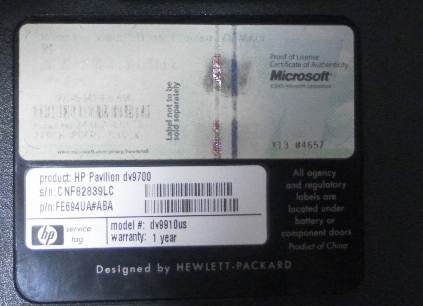 Proof of License
Certificate of Authenticity
Microsoft
Label not to be
sold separately
X13 #4657
product: HP Pavilion dv9700
s/n: CNF82839LC
p/n: FE694UA#ABA
hp
service
tag
model #: dv9910us
warranty: 1 year
All agency
and regulatory
labels are
located under
battery or
component doors
Product of China
Designed by HEWLETT-PACKARD